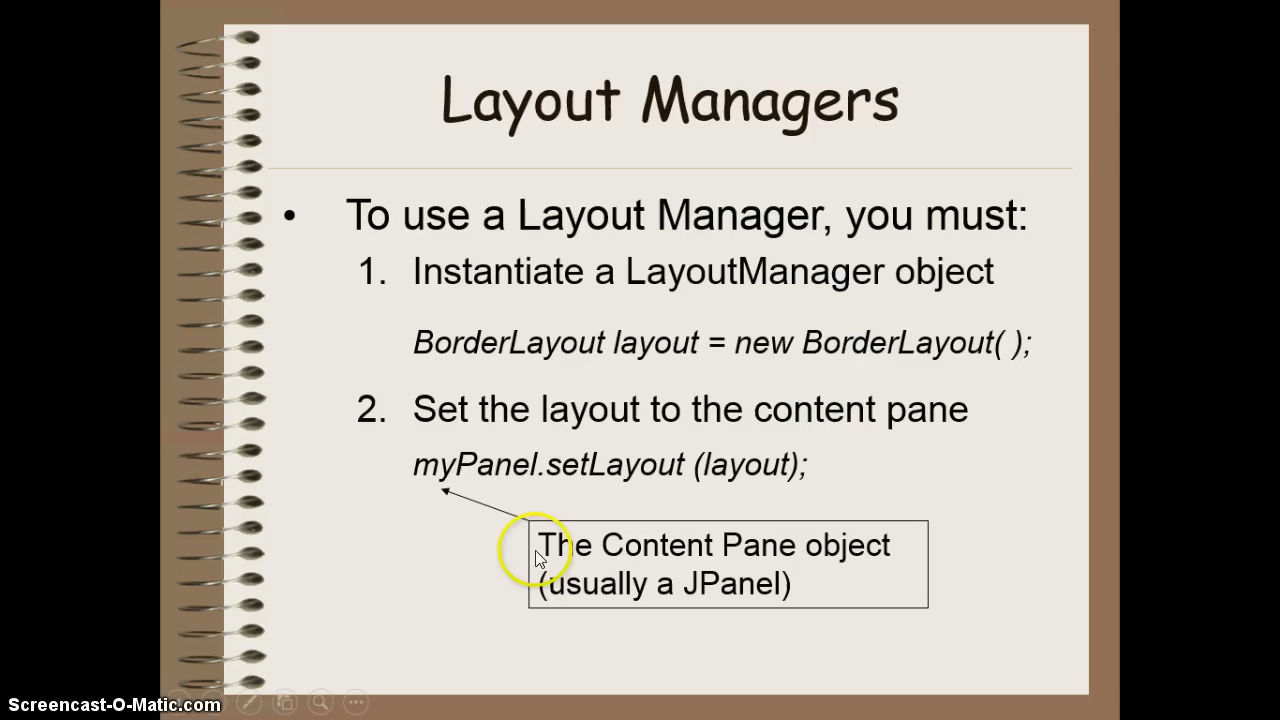 Layout Managers
• To use a Layout Manager, you must:
1. Instantiate a LayoutManager object
BorderLayout layout = new BorderLayout( );
2. Set the layout to the content pane
myPanel.setLayout (layout);
The Content Pane object
(usually a JPanel)
Screencast-O-Matic.com